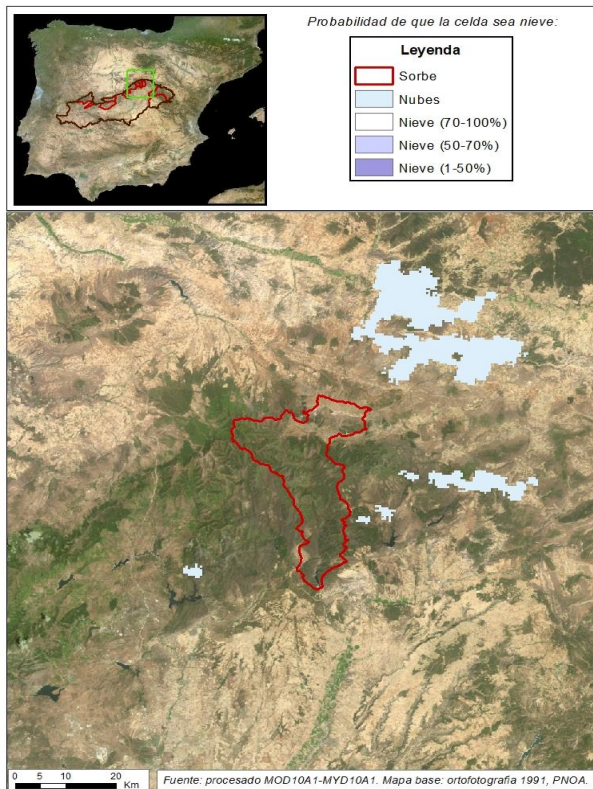 Probabilidad de que la celda sea nieve:
Leyenda
Sorbe
Nubes
Nieve (70-100%)
Nieve (50-70%)
Nieve (1-50%)
0 5 10 20
Km
Fuente: procesado MOD10A1-MYD10A1. Mapa base: ortofotografia 1991, PNOA.